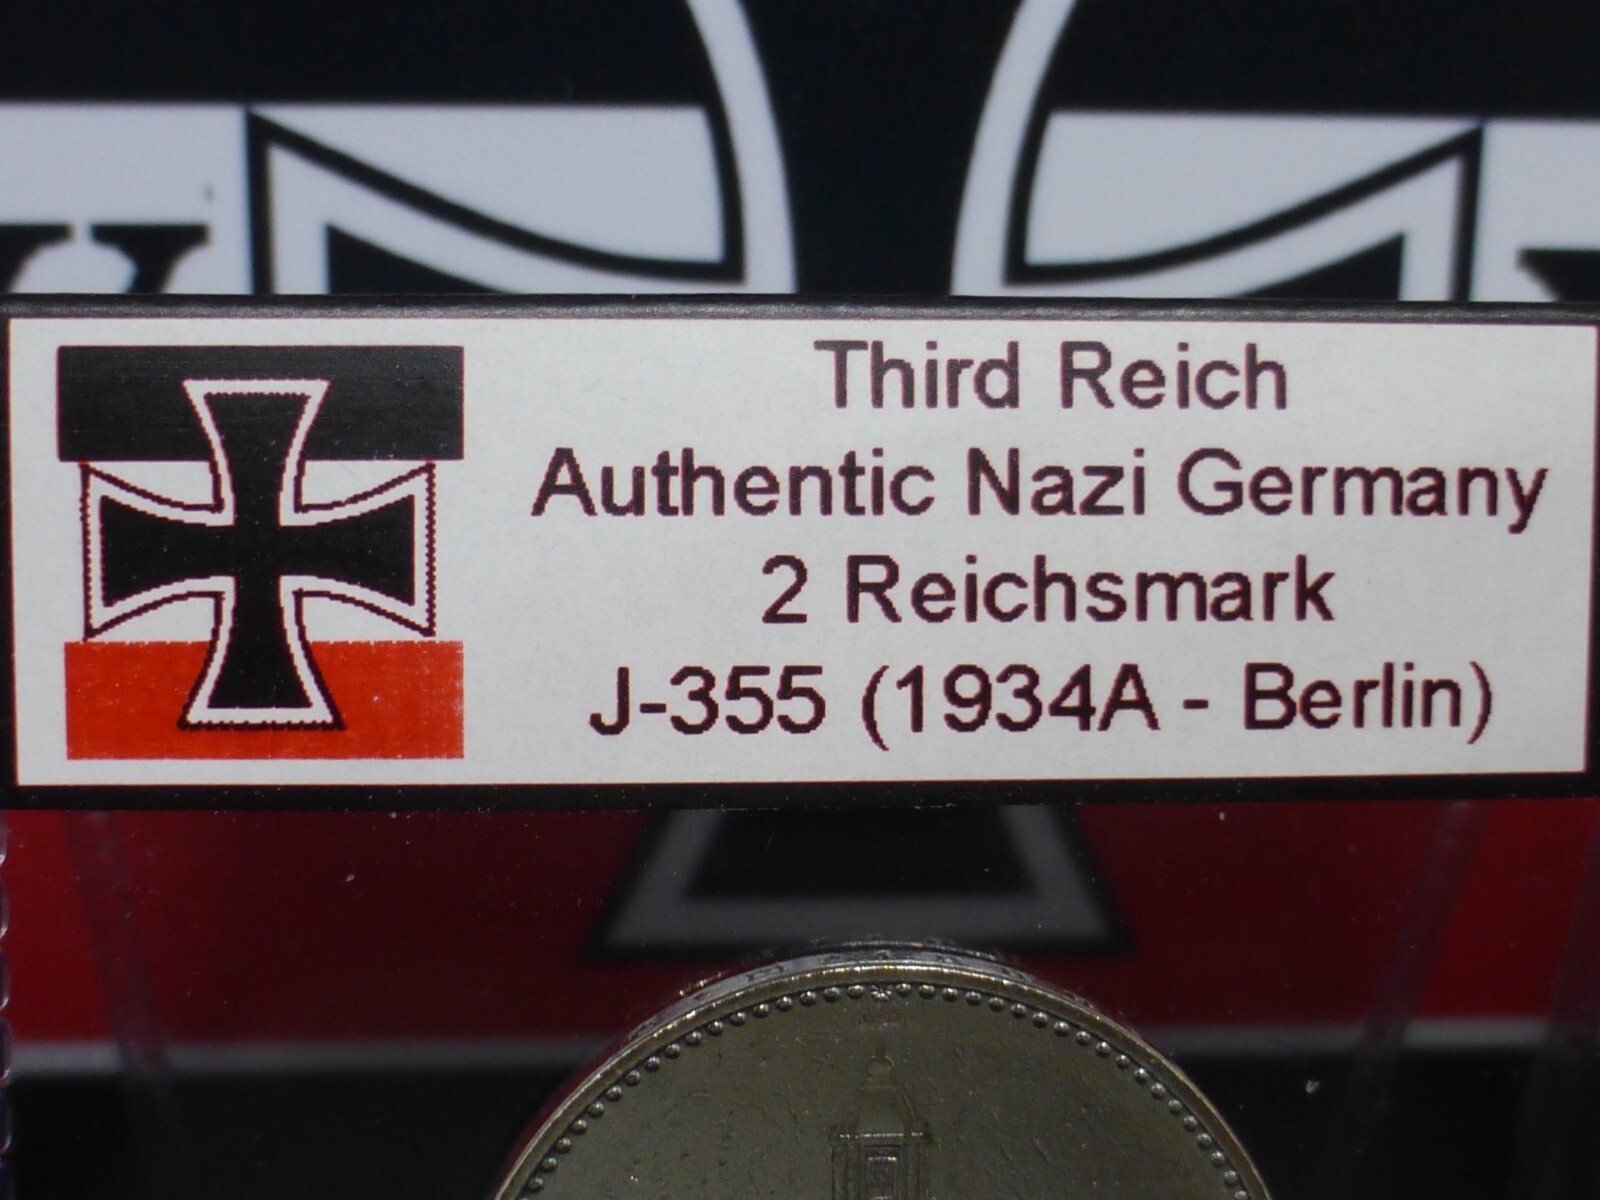 Third Reich
Authentic Nazi Germany
2 Reichsmark
J-355 (1934A - Berlin)